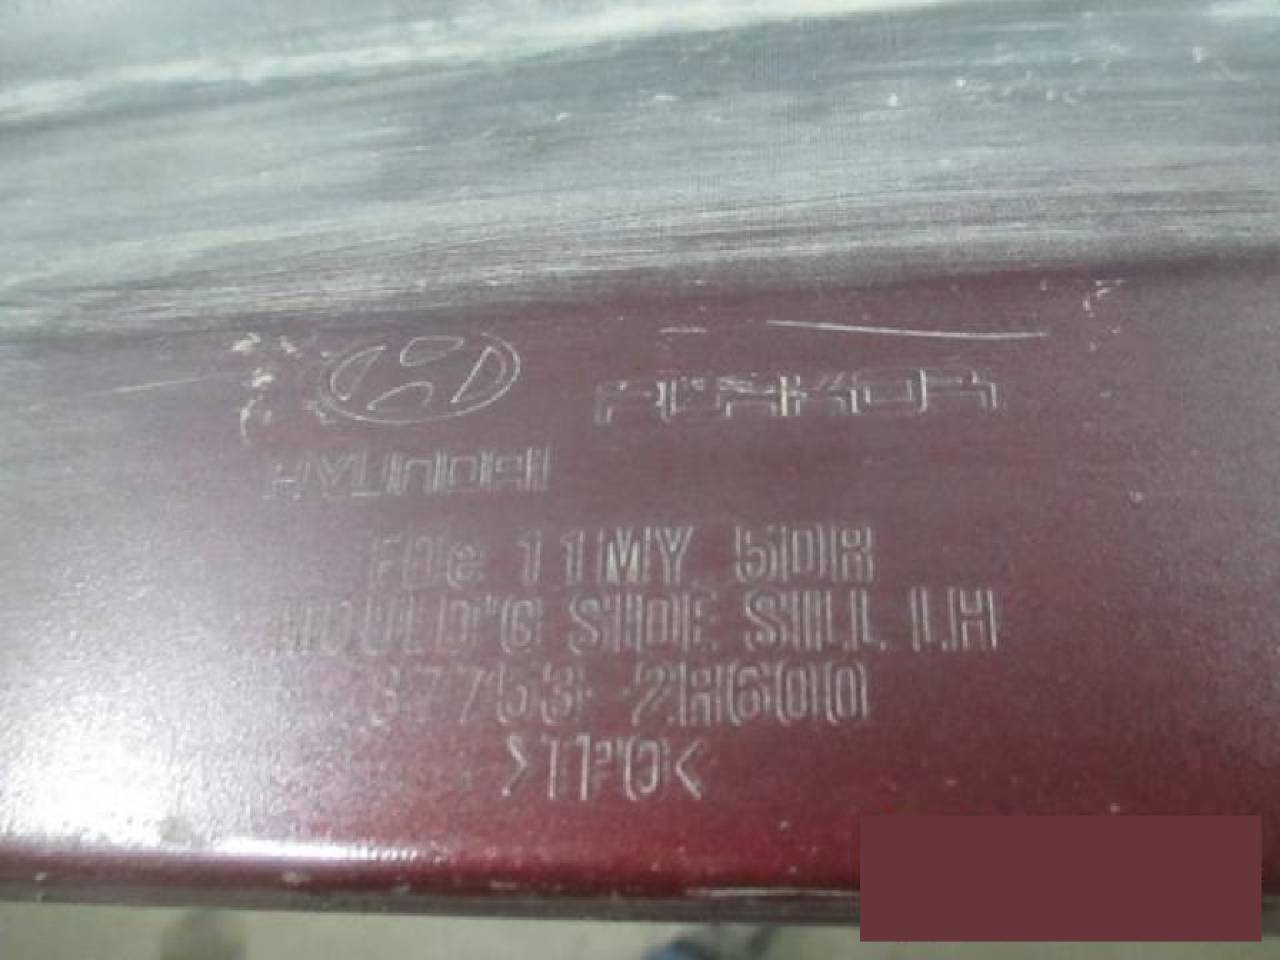 HYUNDAI
FDe 11MY 5DR
MOULD'G SIDE SILL LH
87753-2H600
>TPO<